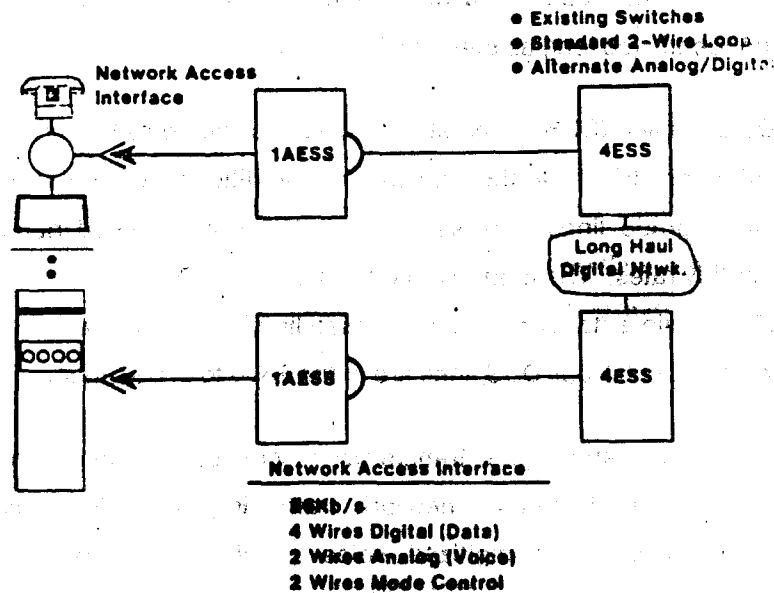 • Existing Switches
• Standard 2-Wire Loop
• Alternate Analog/Digital
Network Access
Interface
1AESS
4ESS
Long Haul
Digital Ntwk.
1AESS
4ESS
Network Access Interface
56Kb/s
4 Wires Digital (Data)
2 Wires Analog (Voice)
2 Wires Mode Control